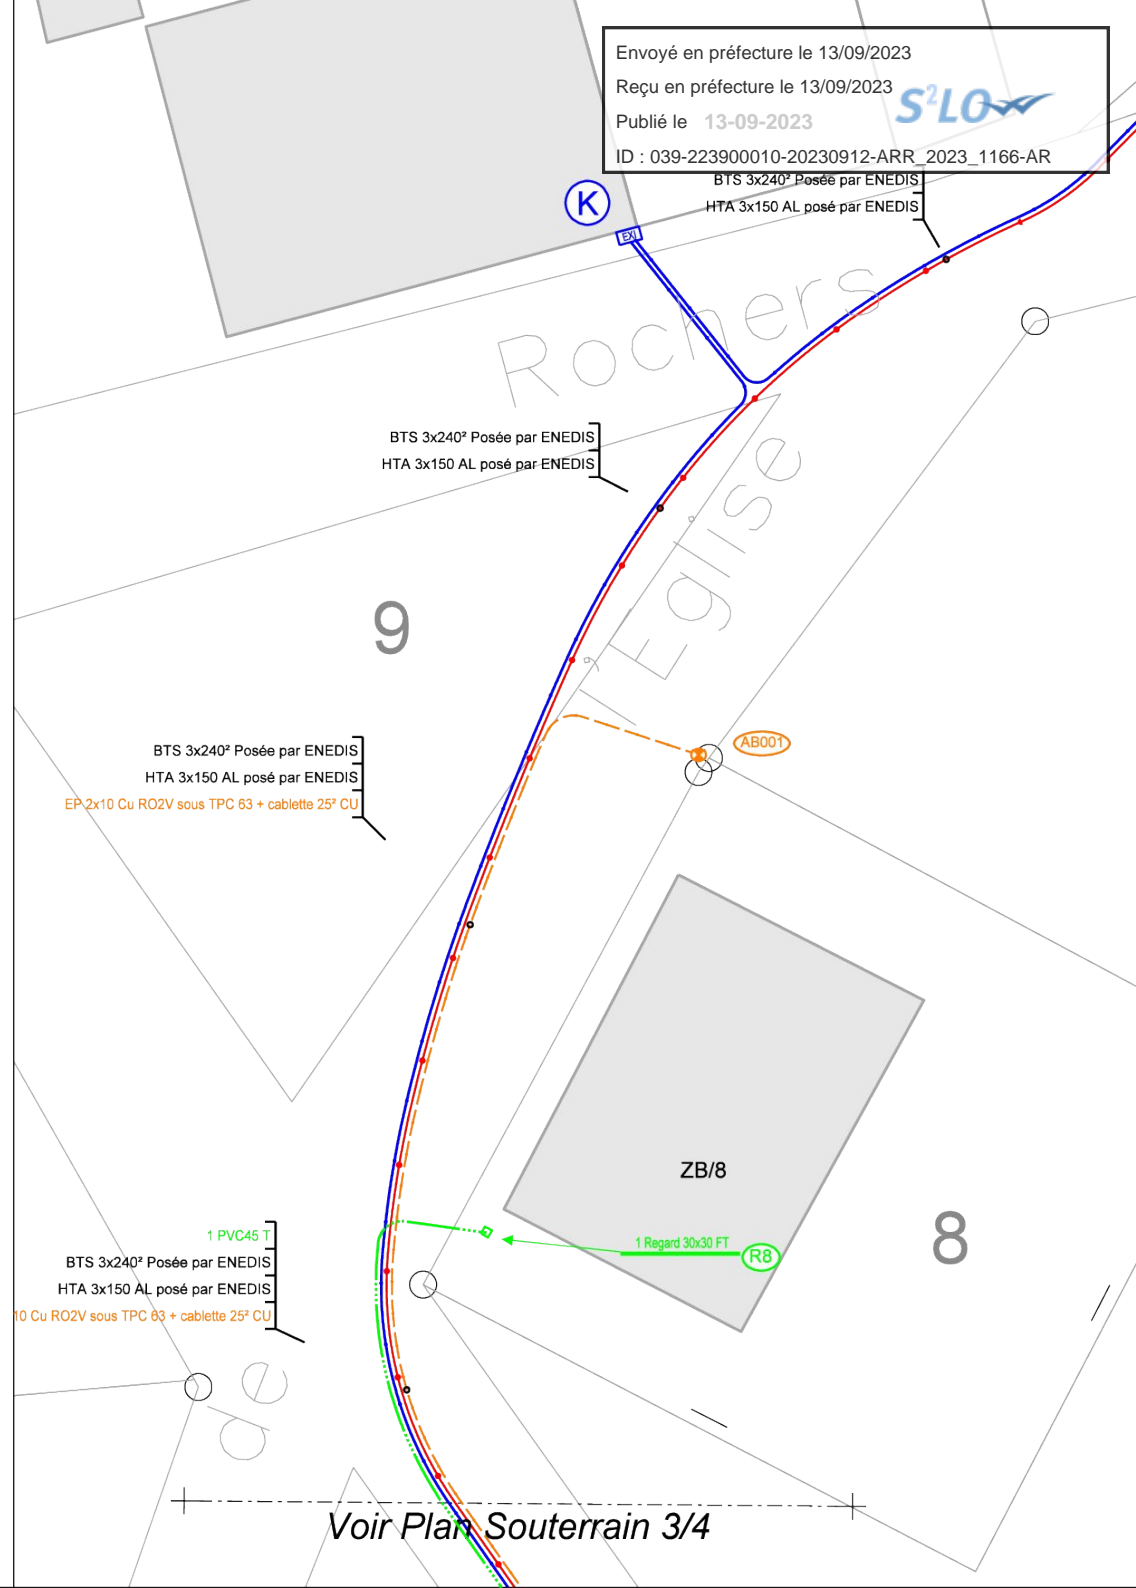 Envoyé en préfecture le 13/09/2023
Reçu en préfecture le 13/09/2023
Publié le 13-09-2023
S²LOW
ID : 039-223900010-20230912-ARR_2023_1166-AR
BTS 3x240² Posée par ENEDIS
HTA 3x150 AL posé par ENEDIS
K
EXI
Rochers
BTS 3x240² Posée par ENEDIS
HTA 3x150 AL posé par ENEDIS
l'Eglise
9
AB001
BTS 3x240² Posée par ENEDIS
HTA 3x150 AL posé par ENEDIS
EP 2x10 Cu RO2V sous TPC 63 + cablette 25² CU
ZB/8
8
1 PVC45 T
BTS 3x240² Posée par ENEDIS
HTA 3x150 AL posé par ENEDIS
10 Cu RO2V sous TPC 63 + cablette 25² CU
1 Regard 30x30 FT
R8
de
Voir Plan Souterrain 3/4